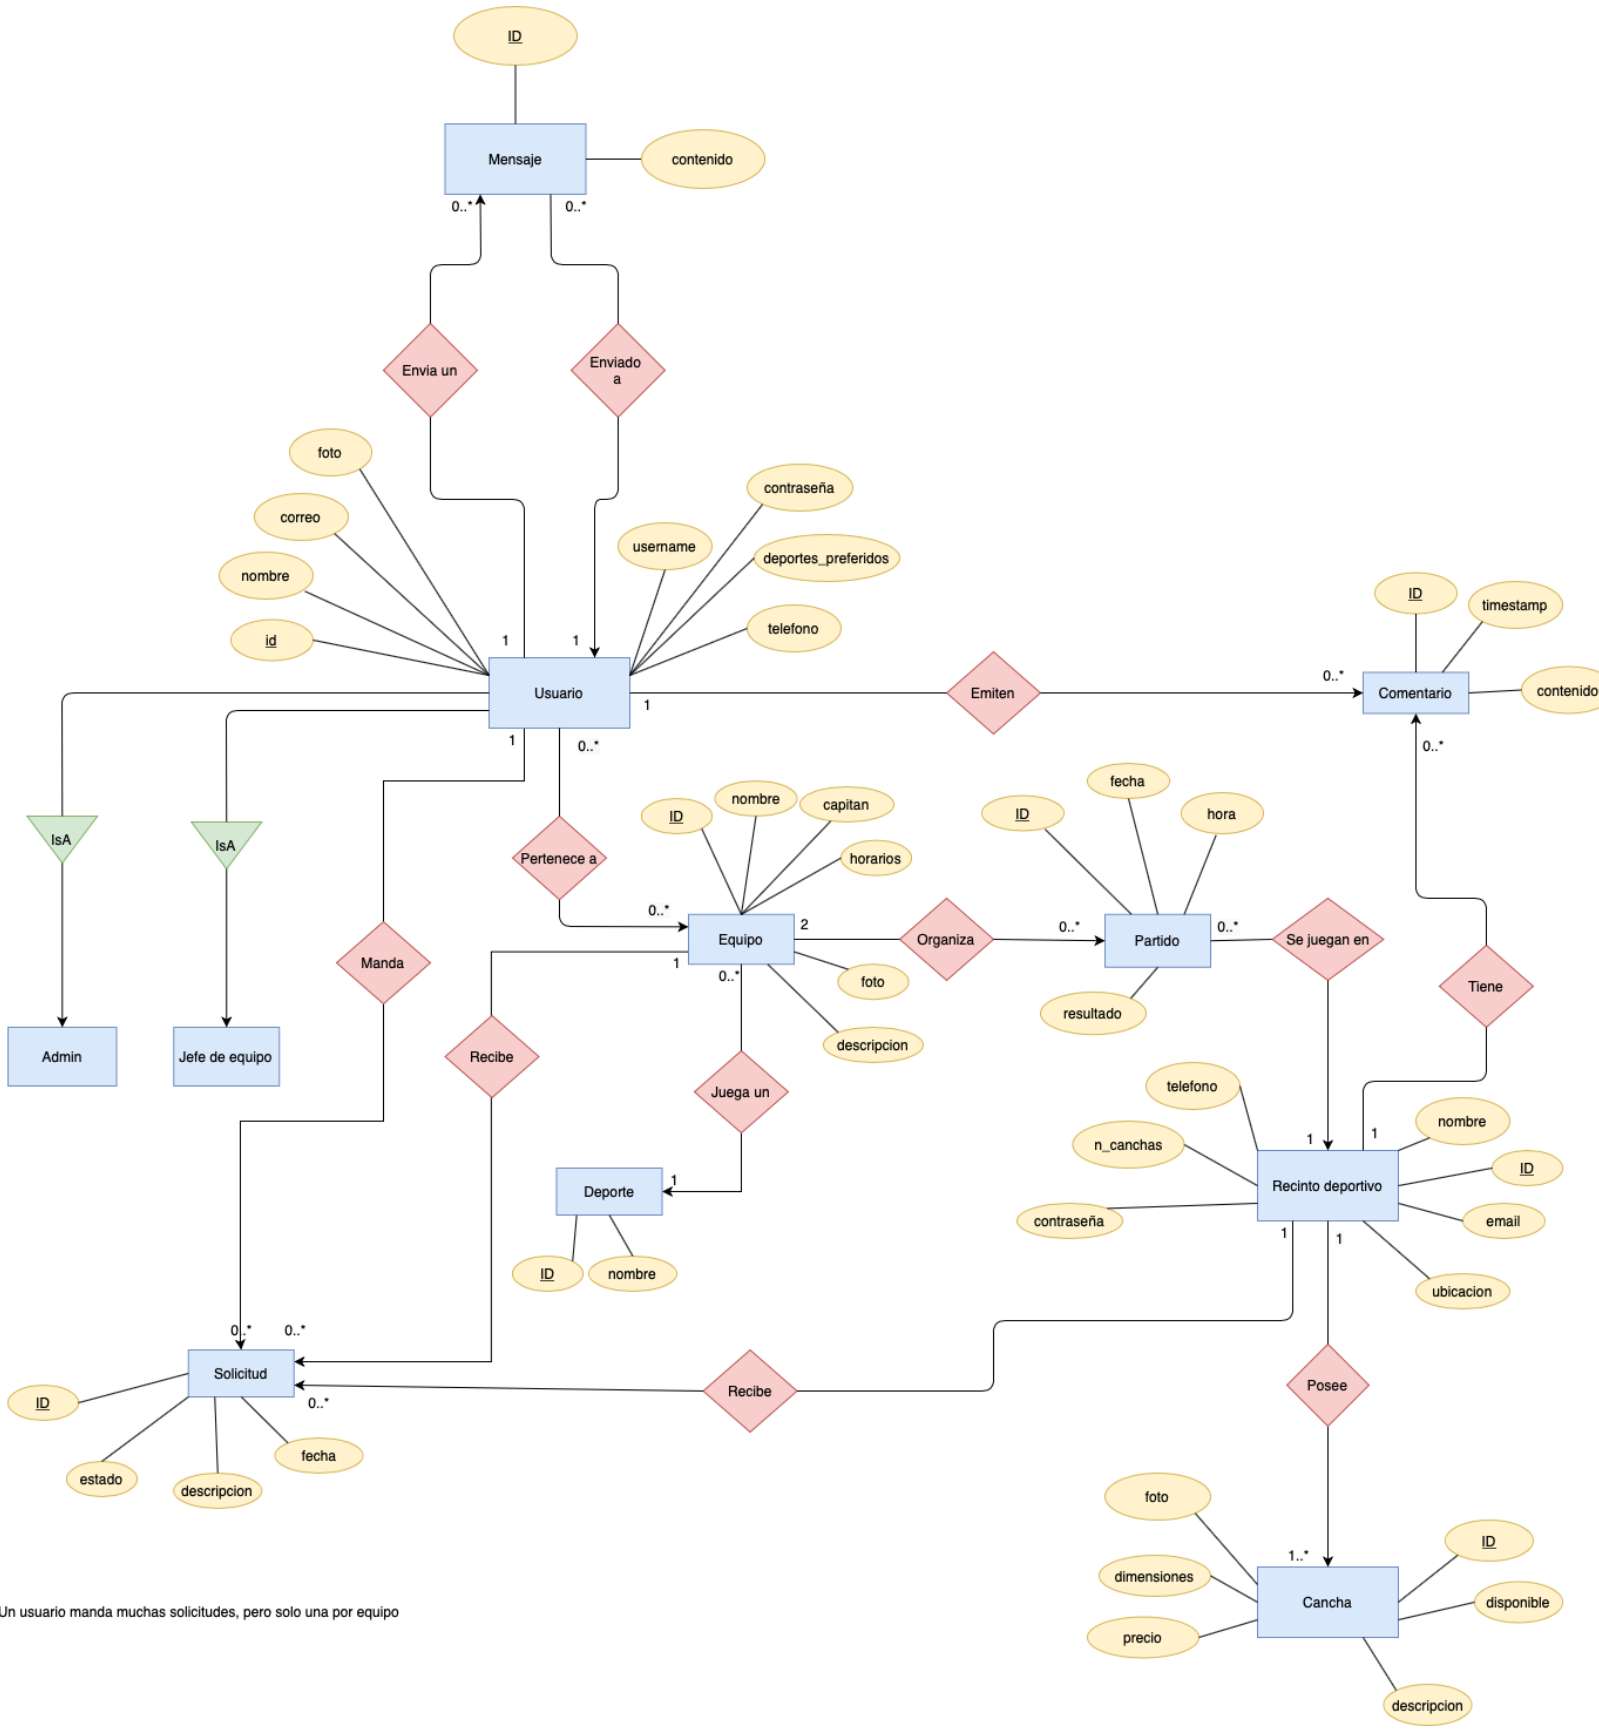 ID
Mensaje
contenido
0..*
0..*
Envia un
Enviado
a
foto
contraseña
correo
username
deportes_preferidos
nombre
telefono
id
1
1
ID
timestamp
Usuario
1
Emiten
0..*
Comentario
contenido
1
0..*
0..*
IsA
IsA
Pertenece a
ID
nombre
capitan
horarios
ID
fecha
hora
0..*
Equipo
2
Organiza
0..*
Partido
0..*
Se juegan en
Manda
1
0..*
foto
resultado
Tiene
descripcion
Admin
Jefe de equipo
Recibe
Juega un
telefono
nombre
n_canchas
1
1
ID
Deporte
1
Recinto deportivo
contraseña
email
1
1
ID
nombre
ubicacion
0..*
0..*
Solicitud
0..*
Recibe
Posee
ID
estado
descripcion
fecha
foto
ID
1..*
dimensiones
Cancha
disponible
precio
descripcion
Un usuario manda muchas solicitudes, pero solo una por equipo